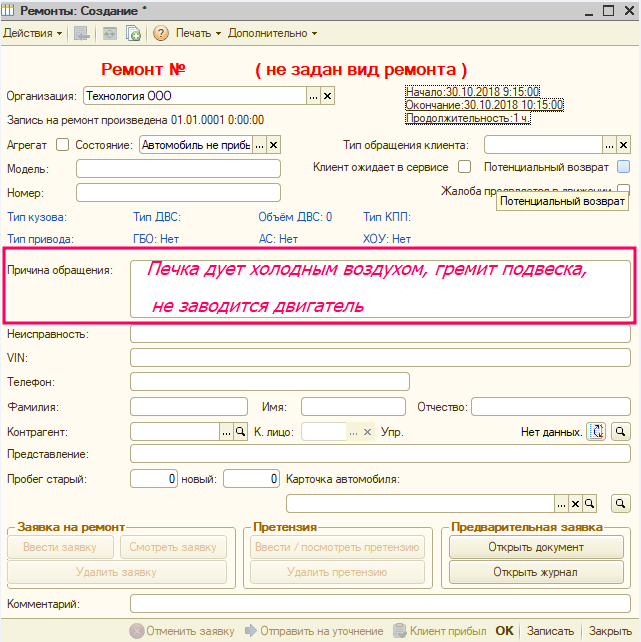 Ремонты: Создание *
Действия Печать Дополнительно
Ремонт № ( не задан вид ремонта )
Организация: Технология ООО ... Начало:30.10.2018 9:15:00
Окончание:30.10.2018 10:15:00
Запись на ремонт произведена 01.01.0001 0:00:00 Продолжительность:1 ч.
Агрегат Состояние: Автомобиль не приб ... Тип обращения клиента: ...
Модель: Клиент ожидает в сервисе Потенциальный возврат
Номер: Жалоба в движении
Потенциальный возврат
Тип кузова: Тип ДВС: Объём ДВС: 0 Тип КПП:
Тип привода: ГБО: Нет АС: Нет ХОУ: Нет
Причина обращения: Печка дует холодным воздухом, гремит подвеска,
не заводится двигатель
Неисправность:
VIN:
Телефон:
Фамилия: Имя: Отчество:
Контрагент: ... К. лицо: ... Упр. Нет данных.
Представление:
Пробег старый: 0 новый: 0 Карточка автомобиля:
...
Заявка на ремонт Претензия Предварительная заявка
Ввести заявку Смотреть заявку Ввести / посмотреть претензию Открыть документ
Удалить заявку Удалить претензию Открыть журнал
Комментарий:
Отменить заявку Отправить на уточнение Клиент прибыл OK Записать Закрыть